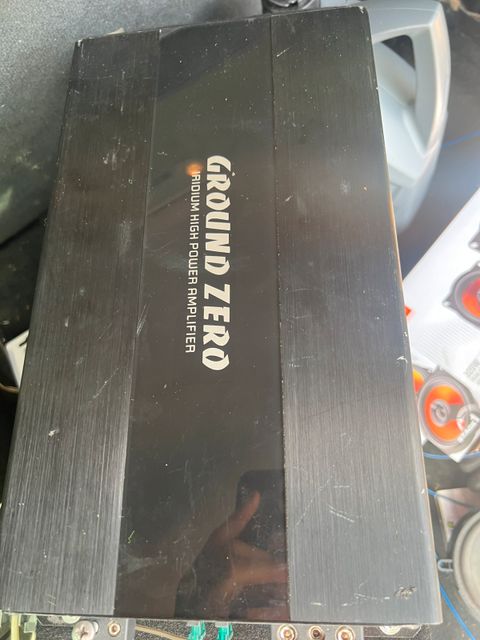 GROUND ZERO
IRIDIUM HIGH POWER AMPLIFIER